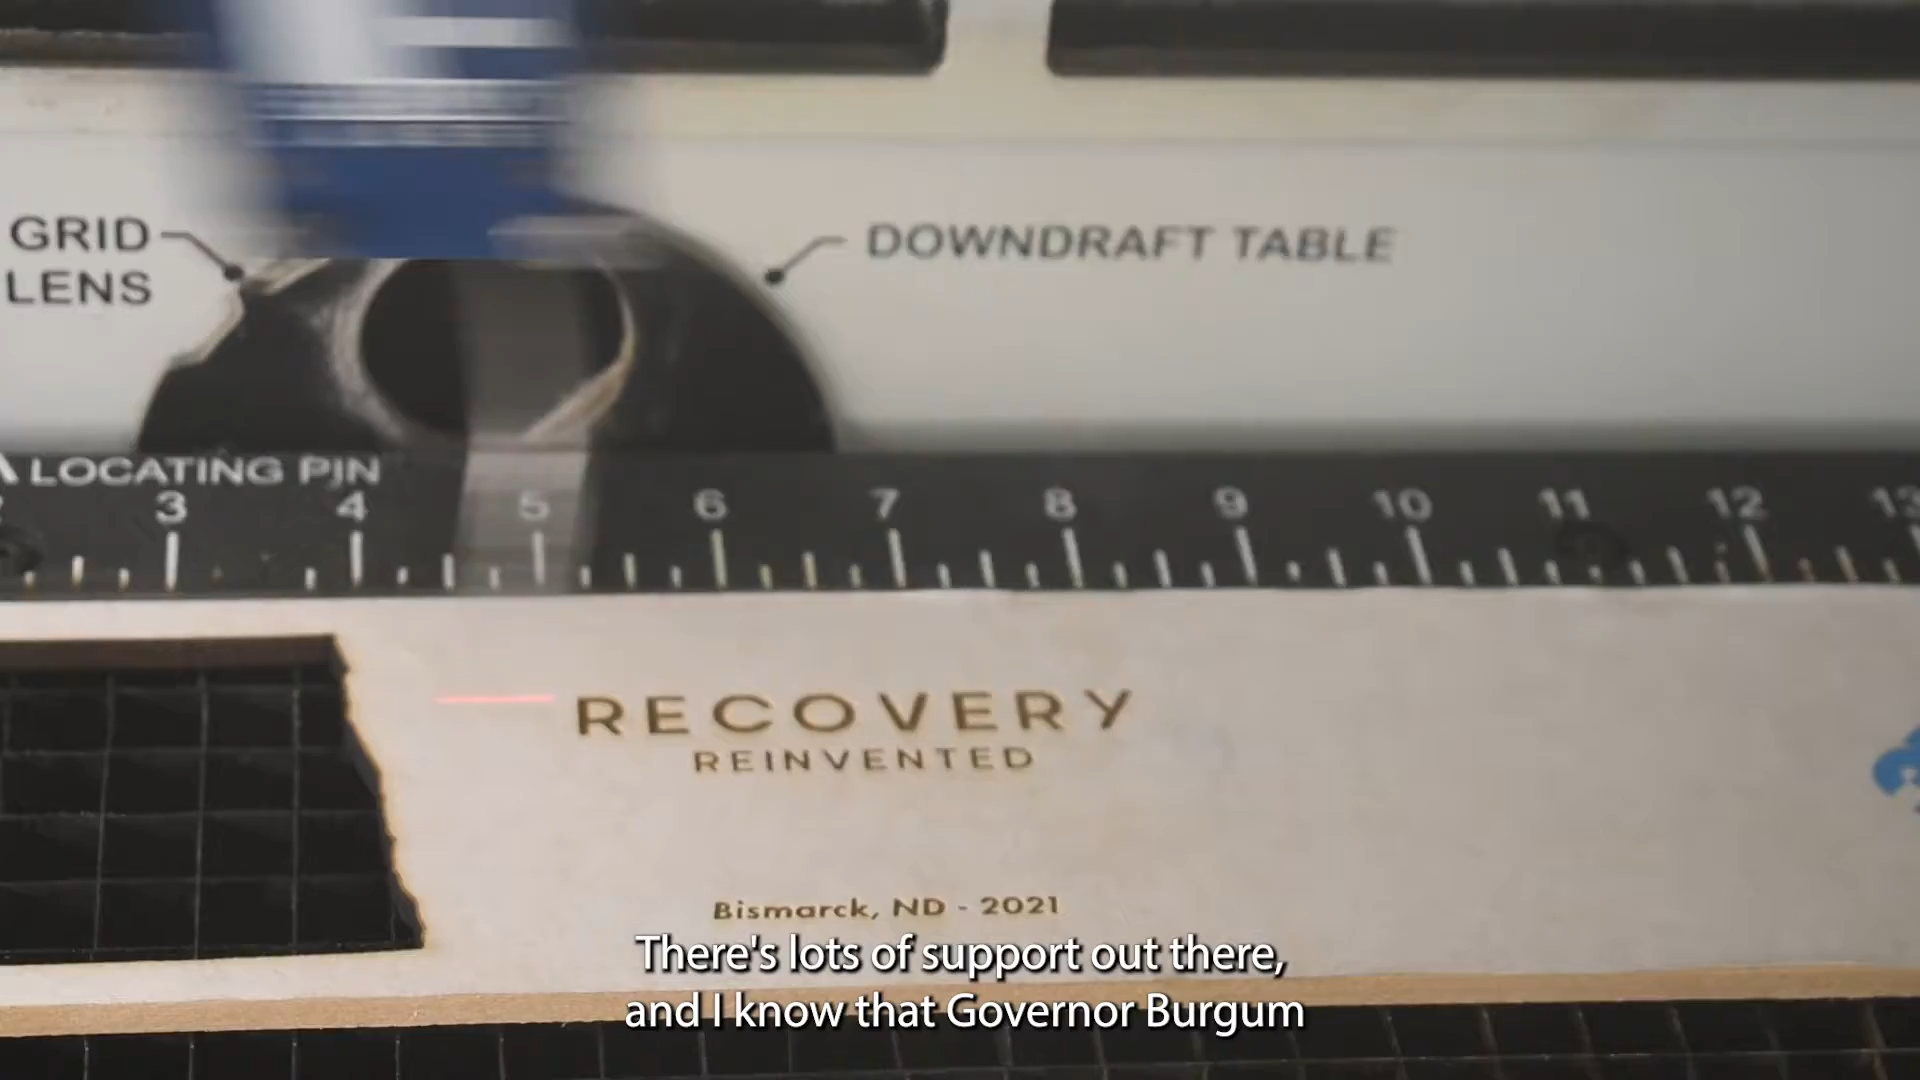 GRID
LENS
DOWNDRAFT TABLE
LOCATING PIN
3 4 5 6 7 8 9 10 11 12 13
RECOVERY
REINVENTED
Bismarck, ND - 2021
There's lots of support out there,
and I know that Governor Burgum